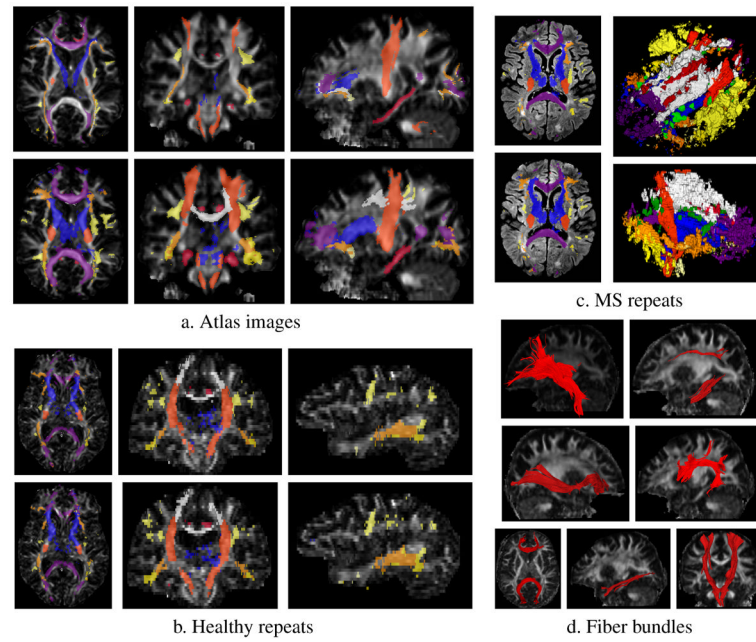 a. Atlas images
c. MS repeats
b. Healthy repeats
d. Fiber bundles